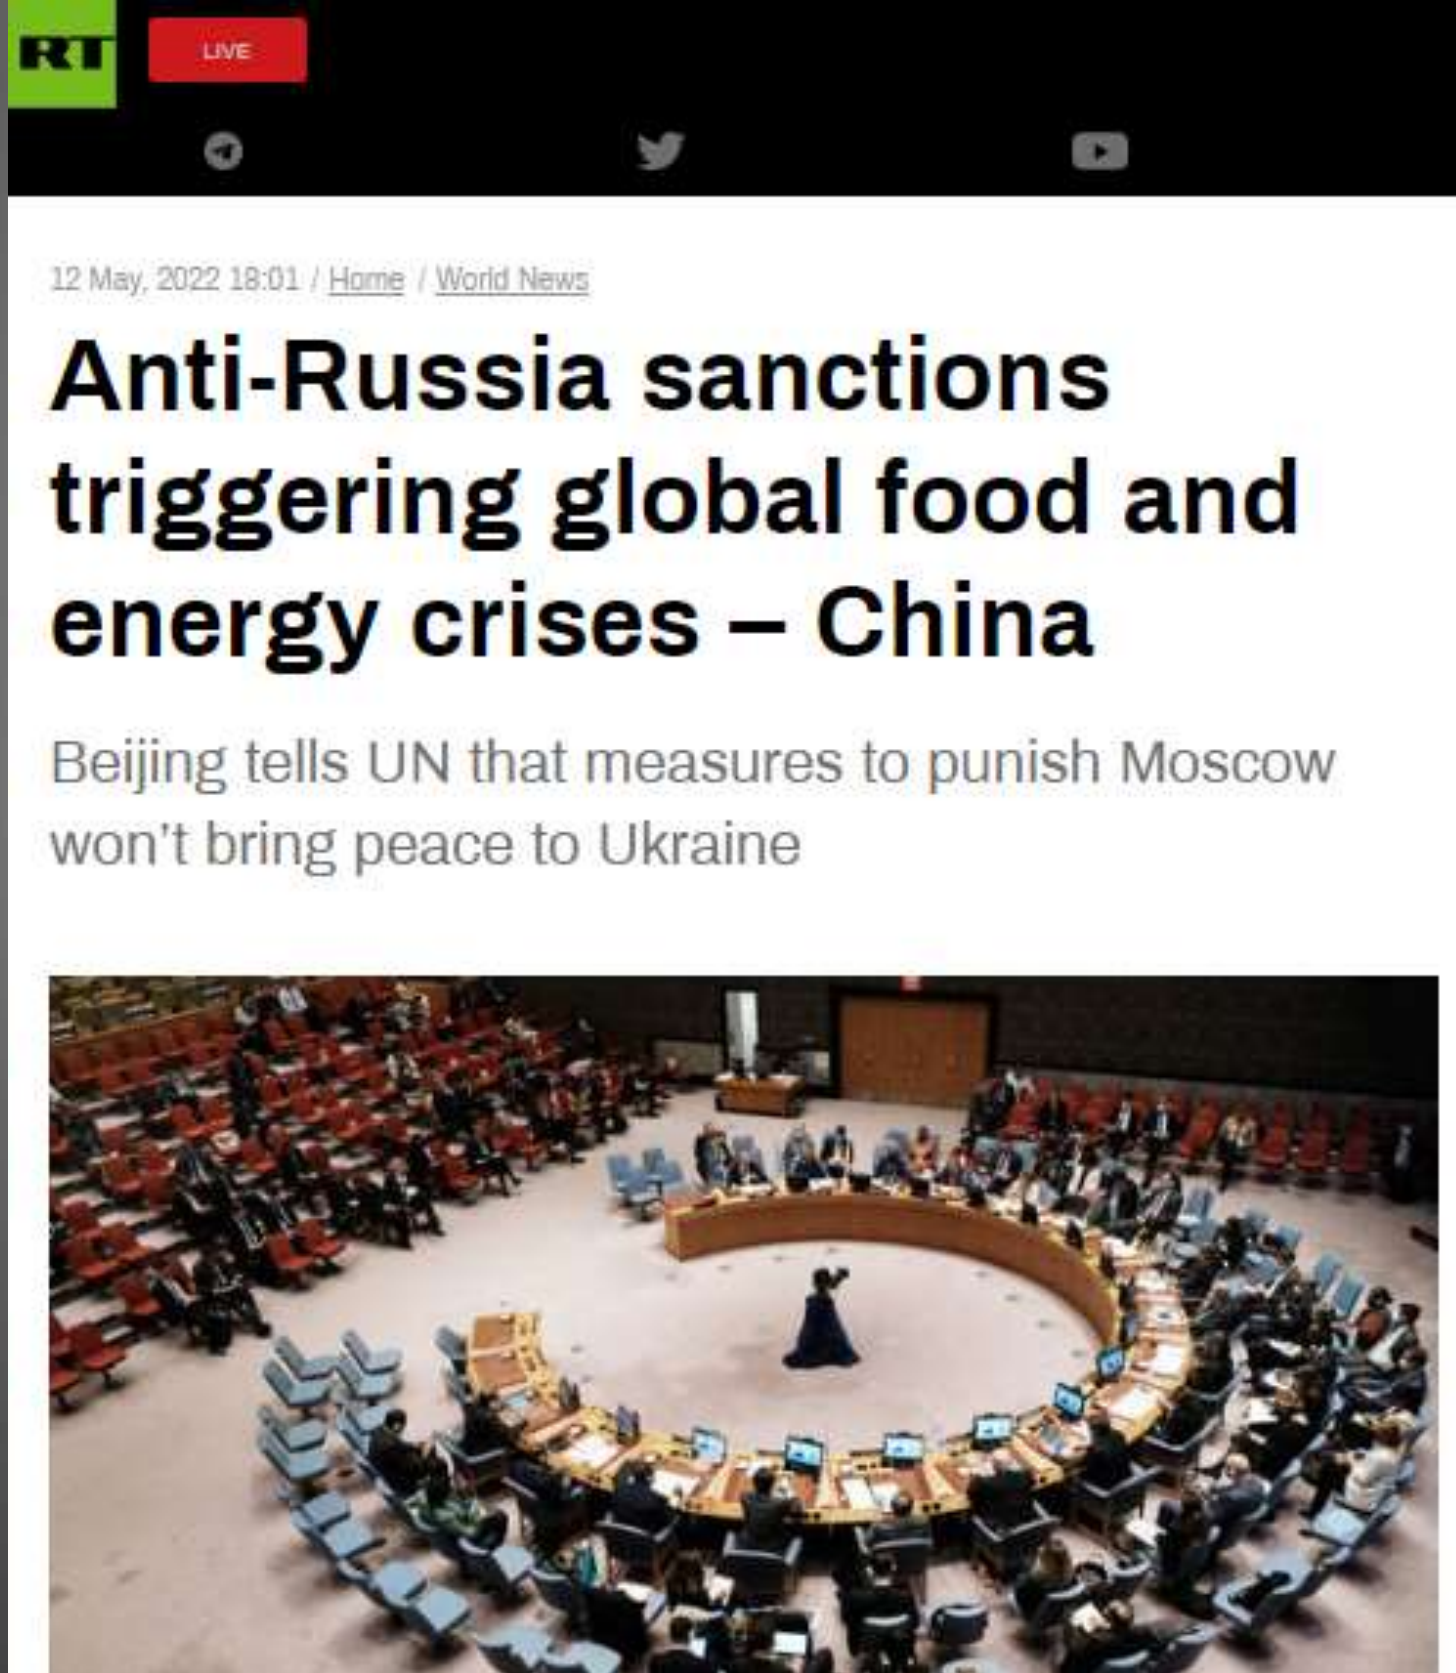 RT
LIVE
12 May, 2022 18:01 / Home / World News
Anti-Russia sanctions
triggering global food and
energy crises – China
Beijing tells UN that measures to punish Moscow
won't bring peace to Ukraine